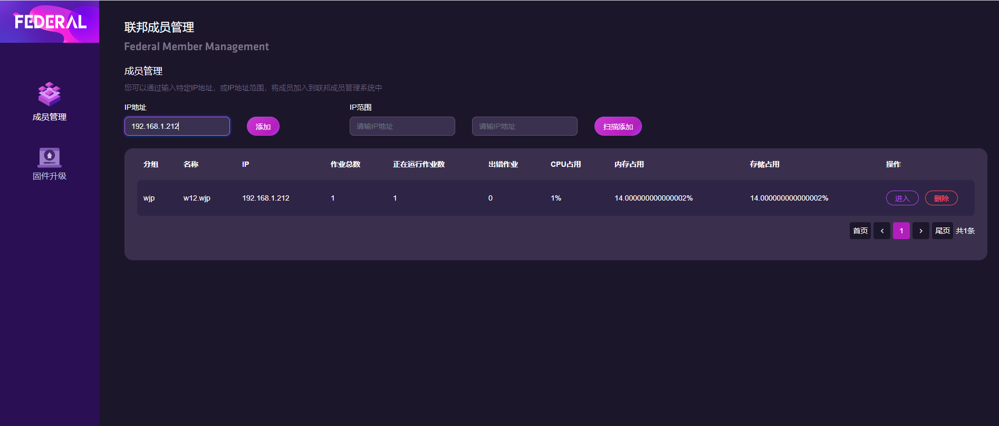 FEDERAL
成员管理
固件升级
联邦成员管理
Federal Member Management
成员管理
您可以通过输入特定IP地址，或IP地址范围，将成员加入到联邦成员管理系统中
IP地址 IP范围
192.168.1.212 添加 请输IP地址 请输IP地址 扫描添加
分组 名称 IP 作业总数 正在运行作业数 出错作业 CPU占用 内存占用 存储占用 操作
wjp w12.wjp 192.168.1.212 1 1 0 1% 14.000000000000002% 14.000000000000002% 进入 删除
首页 < 1 > 尾页 共1条